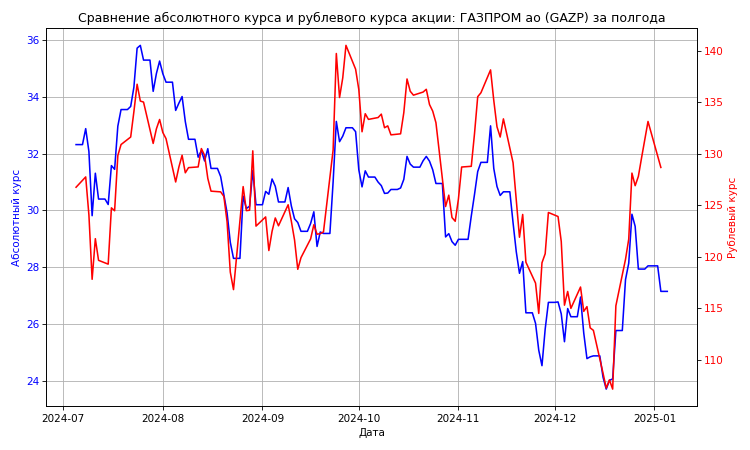 Сравнение абсолютного курса и рублевого курса акции: ГАЗПРОМ ао (GAZP) за полгода
36
34
32
30
28
26
24
Абсолютный курс
140
135
130
125
120
115
110
Рублевый курс
2024-07 2024-08 2024-09 2024-10 2024-11 2024-12 2025-01
Дата